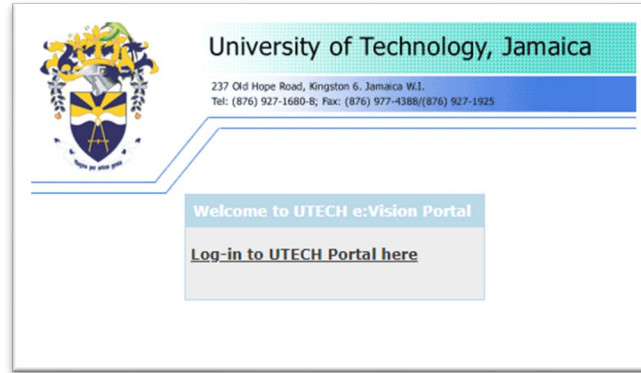 University of Technology, Jamaica
237 Old Hope Road, Kingston 6. Jamaica W.I.
Tel: (876) 927-1680-8; Fax: (876) 977-4388/(876) 927-1925
Welcome to UTECH e:Vision Portal
Log-in to UTECH Portal here